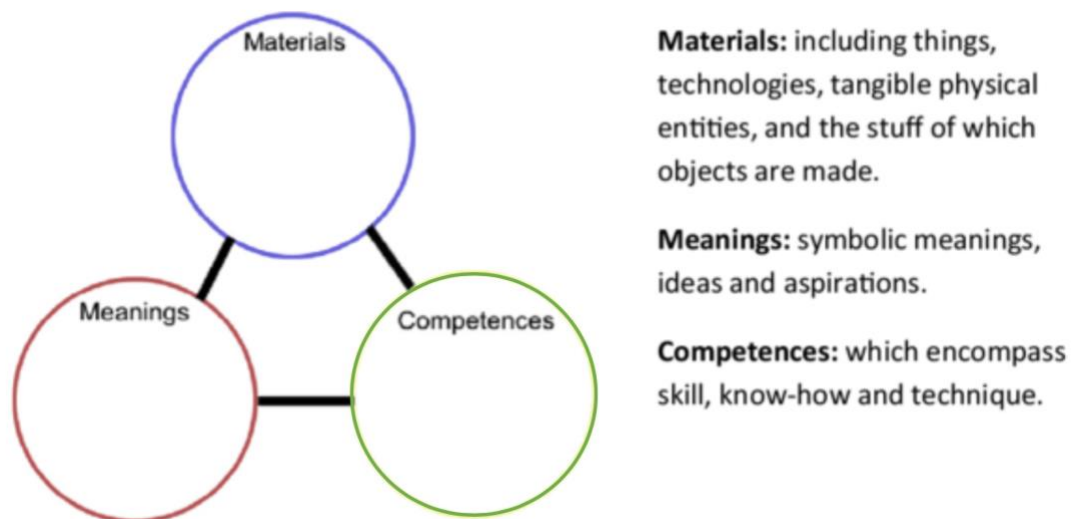 Materials
Meanings
Competences
Materials: including things,
technologies, tangible physical
entities, and the stuff of which
objects are made.
Meanings: symbolic meanings,
ideas and aspirations.
Competences: which encompass
skill, know-how and technique.